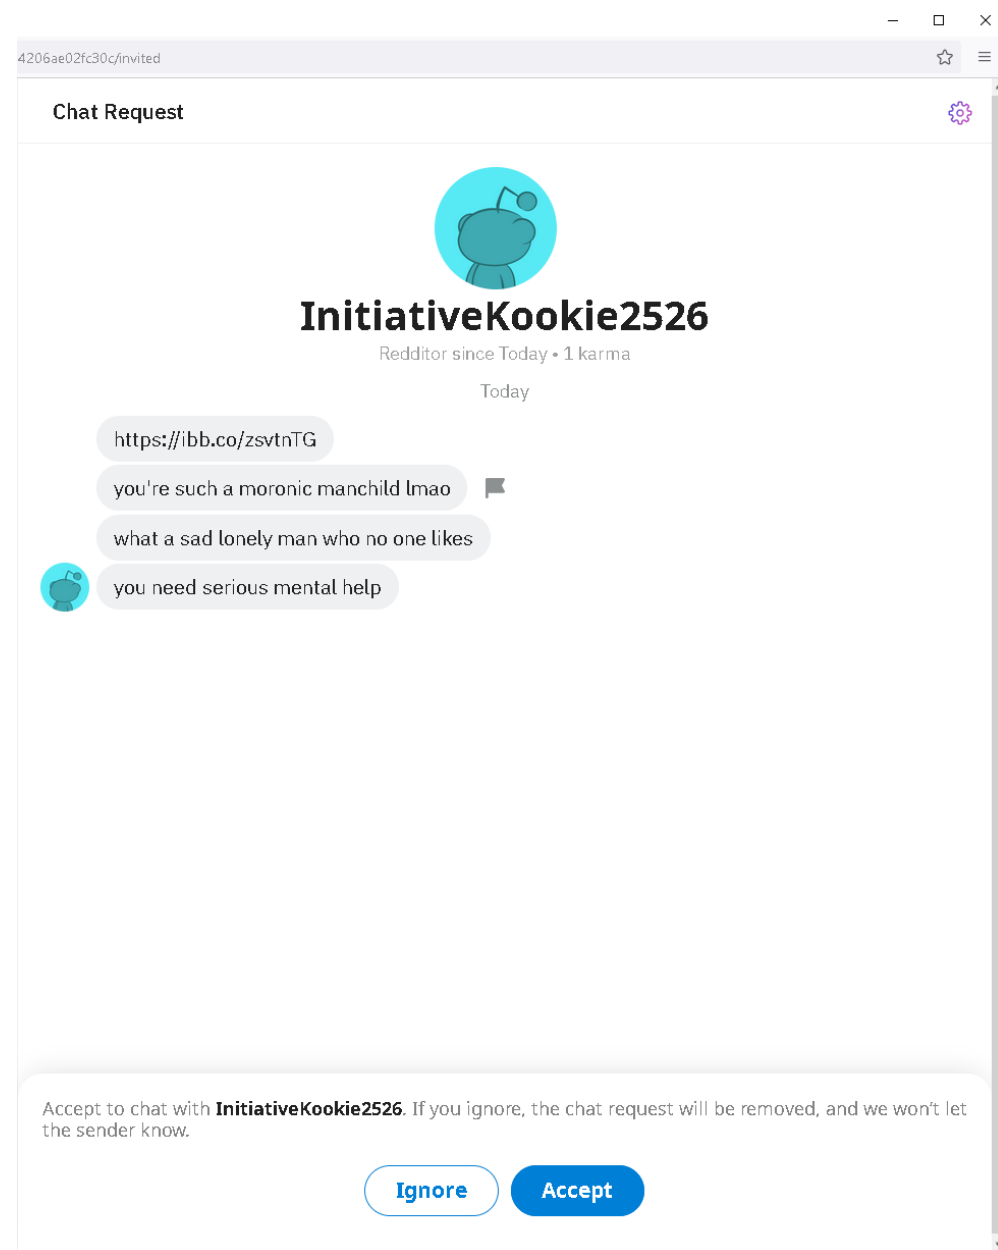 4206ae02fc30c/invited
Chat Request
InitiativeKookie2526
Redditor since Today • 1 karma
Today
https://ibb.co/zsvtnTG
you're such a moronic manchild lmao
what a sad lonely man who no one likes
you need serious mental help
Accept to chat with InitiativeKookie2526. If you ignore, the chat request will be removed, and we won't let
the sender know.
Ignore Accept